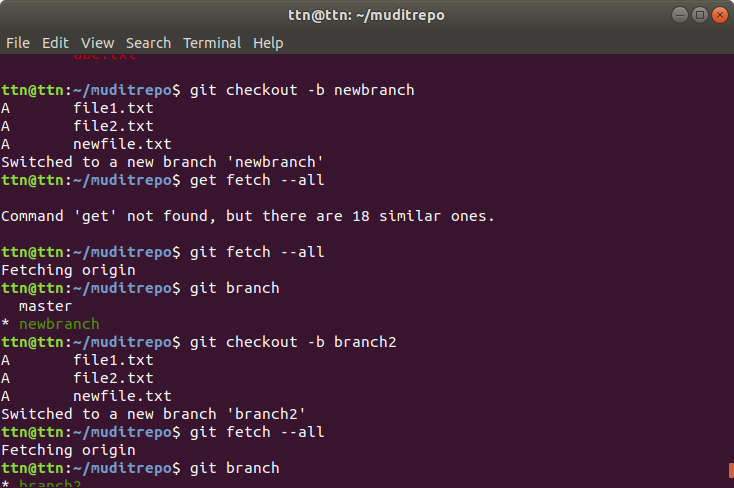 ttn@ttn: ~/muditrepo
File Edit View Search Terminal Help
abc.txt
ttn@ttn:~/muditrepo$ git checkout -b newbranch
A file1.txt
A file2.txt
A newfile.txt
Switched to a new branch 'newbranch'
ttn@ttn:~/muditrepo$ get fetch --all
Command 'get' not found, but there are 18 similar ones.
ttn@ttn:~/muditrepo$ git fetch --all
Fetching origin
ttn@ttn:~/muditrepo$ git branch
master
* newbranch
ttn@ttn:~/muditrepo$ git checkout -b branch2
A file1.txt
A file2.txt
A newfile.txt
Switched to a new branch 'branch2'
ttn@ttn:~/muditrepo$ git fetch --all
Fetching origin
ttn@ttn:~/muditrepo$ git branch
* branch2